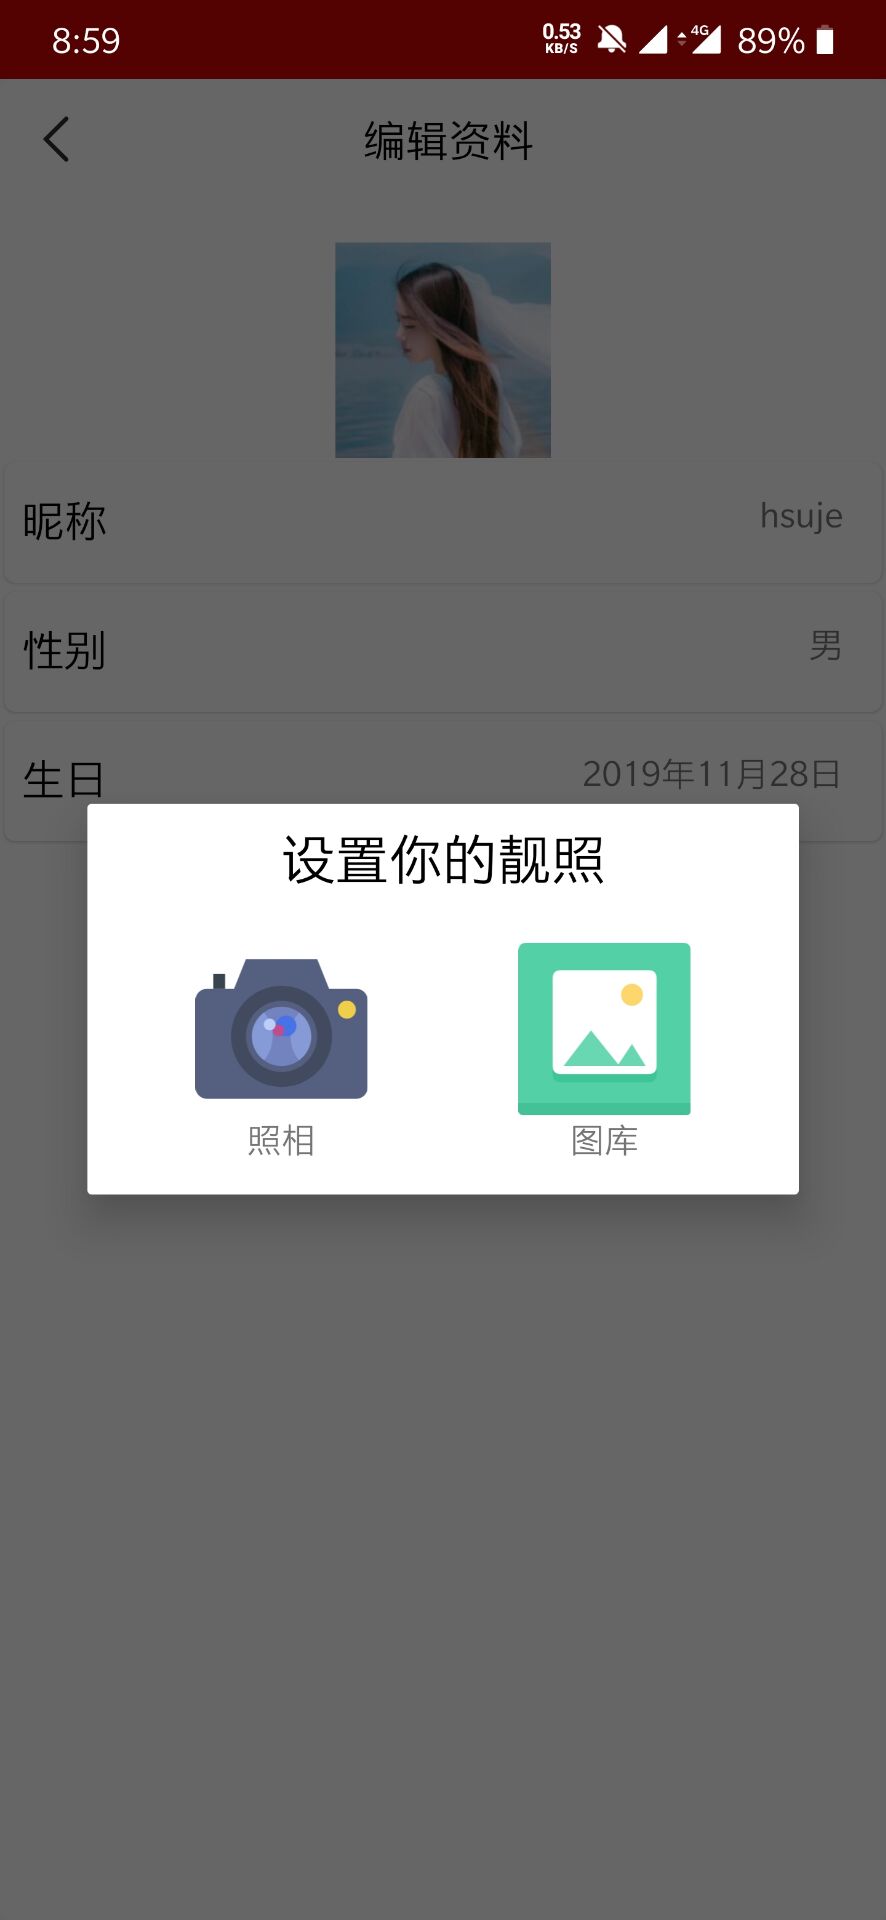 8:59
0.53
KB/S
4G
89%
编辑资料
昵称
hsuje
性别
男
生日
2019年11月28日
设置你的靓照
照相
图库